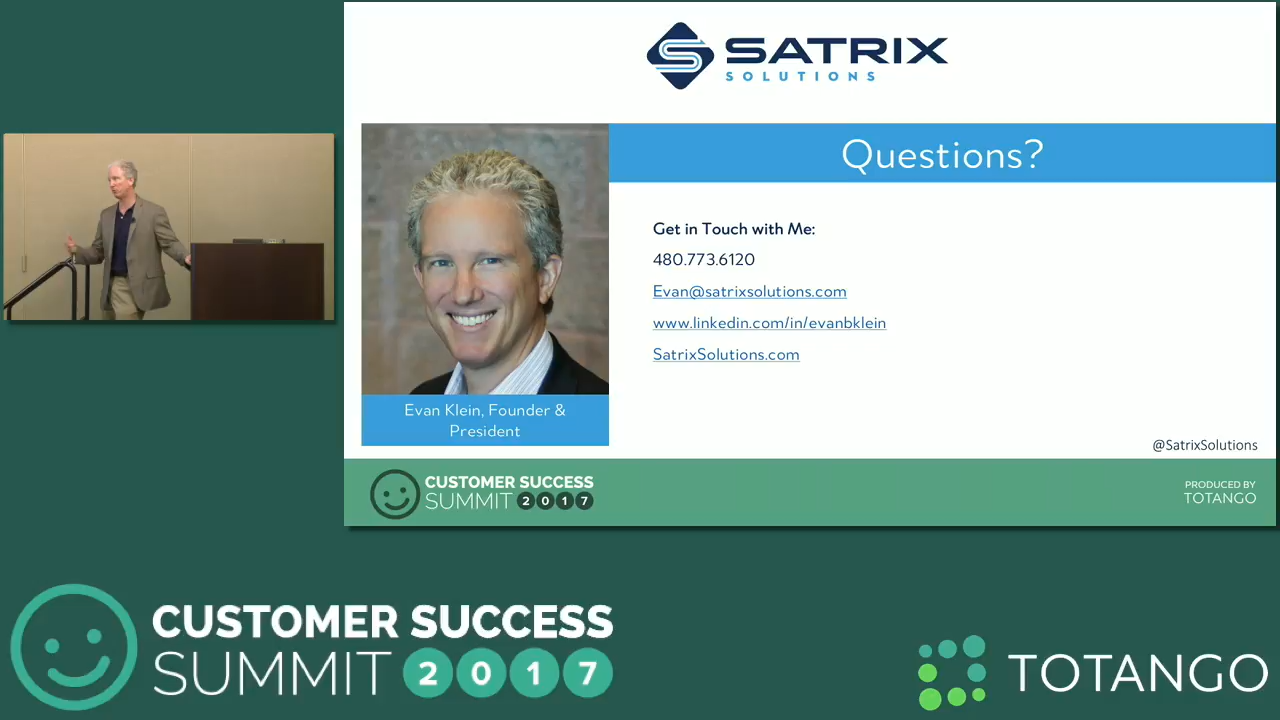 SATRIX
SOLUTIONS
Questions?
Get in Touch with Me:
480.773.6120
Evan@satrixsolutions.com
www.linkedin.com/in/evanbklein
SatrixSolutions.com
Evan Klein, Founder &
President
@SatrixSolutions
CUSTOMER SUCCESS
SUMMIT 2017
PRODUCED BY
TOTANGO
CUSTOMER SUCCESS
SUMMIT 2017
TOTANGO